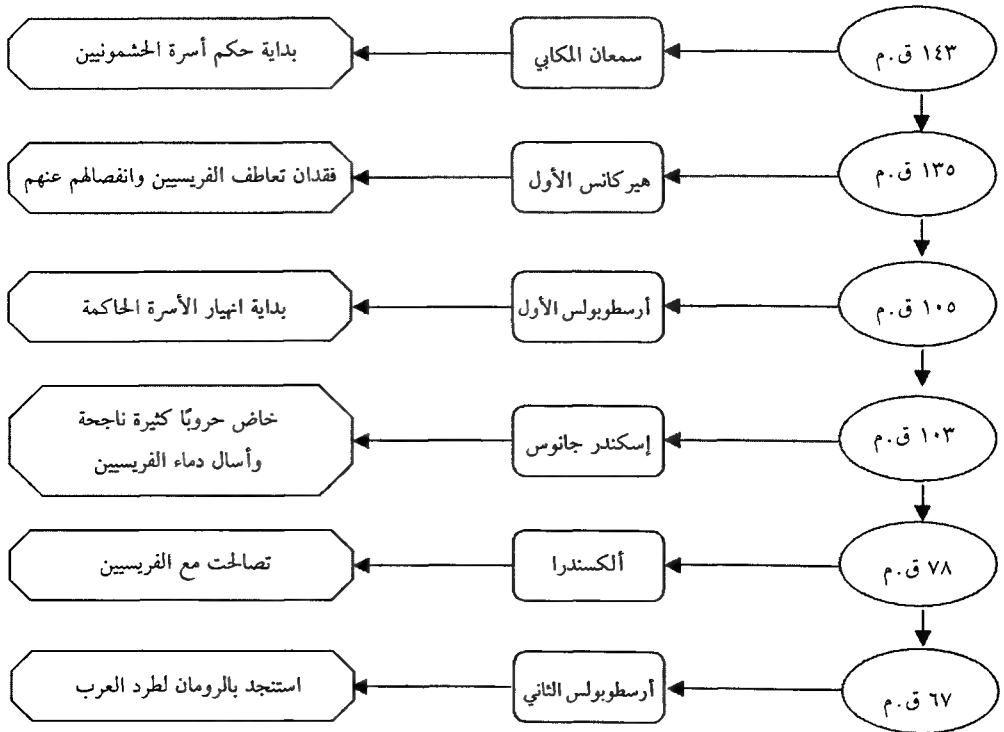 ١٤٣ ق.م
سمعان المكابي
بداية حكم أسرة الحشمونيين
١٣٥ ق.م
هيركانس الأول
فقدان تعاطف الفريسيين وانفصالهم عنهم
١٠٥ ق.م
أرسطوبولس الأول
بداية انهيار الأسرة الحاكمة
١٠٣ ق.م
إسكندر جانوس
خاض حروبًا كثيرة ناجحة
وأسال دماء الفريسيين
٧٨ ق.م
ألكسندرا
تصالحت مع الفريسيين
٦٧ ق.م
أرسطوبولس الثاني
استنجد بالرومان لطرد العرب